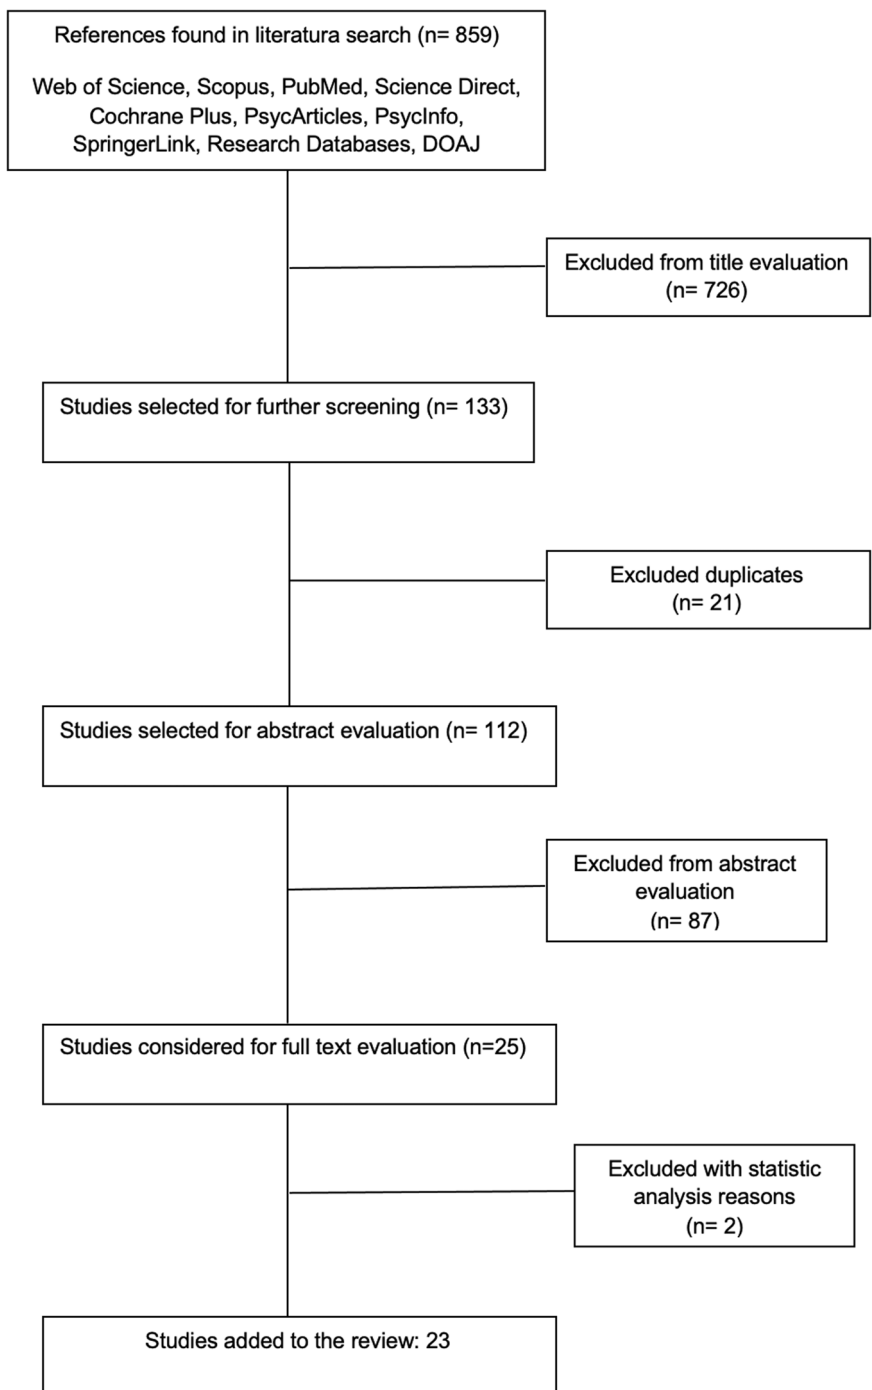 References found in literatura search (n= 859)
Web of Science, Scopus, PubMed, Science Direct,
Cochrane Plus, PsycArticles, PsycInfo,
SpringerLink, Research Databases, DOAJ
Excluded from title evaluation
(n= 726)
Studies selected for further screening (n= 133)
Excluded duplicates
(n= 21)
Studies selected for abstract evaluation (n= 112)
Excluded from abstract
evaluation
(n= 87)
Studies considered for full text evaluation (n=25)
Excluded with statistic
analysis reasons
(n= 2)
Studies added to the review: 23